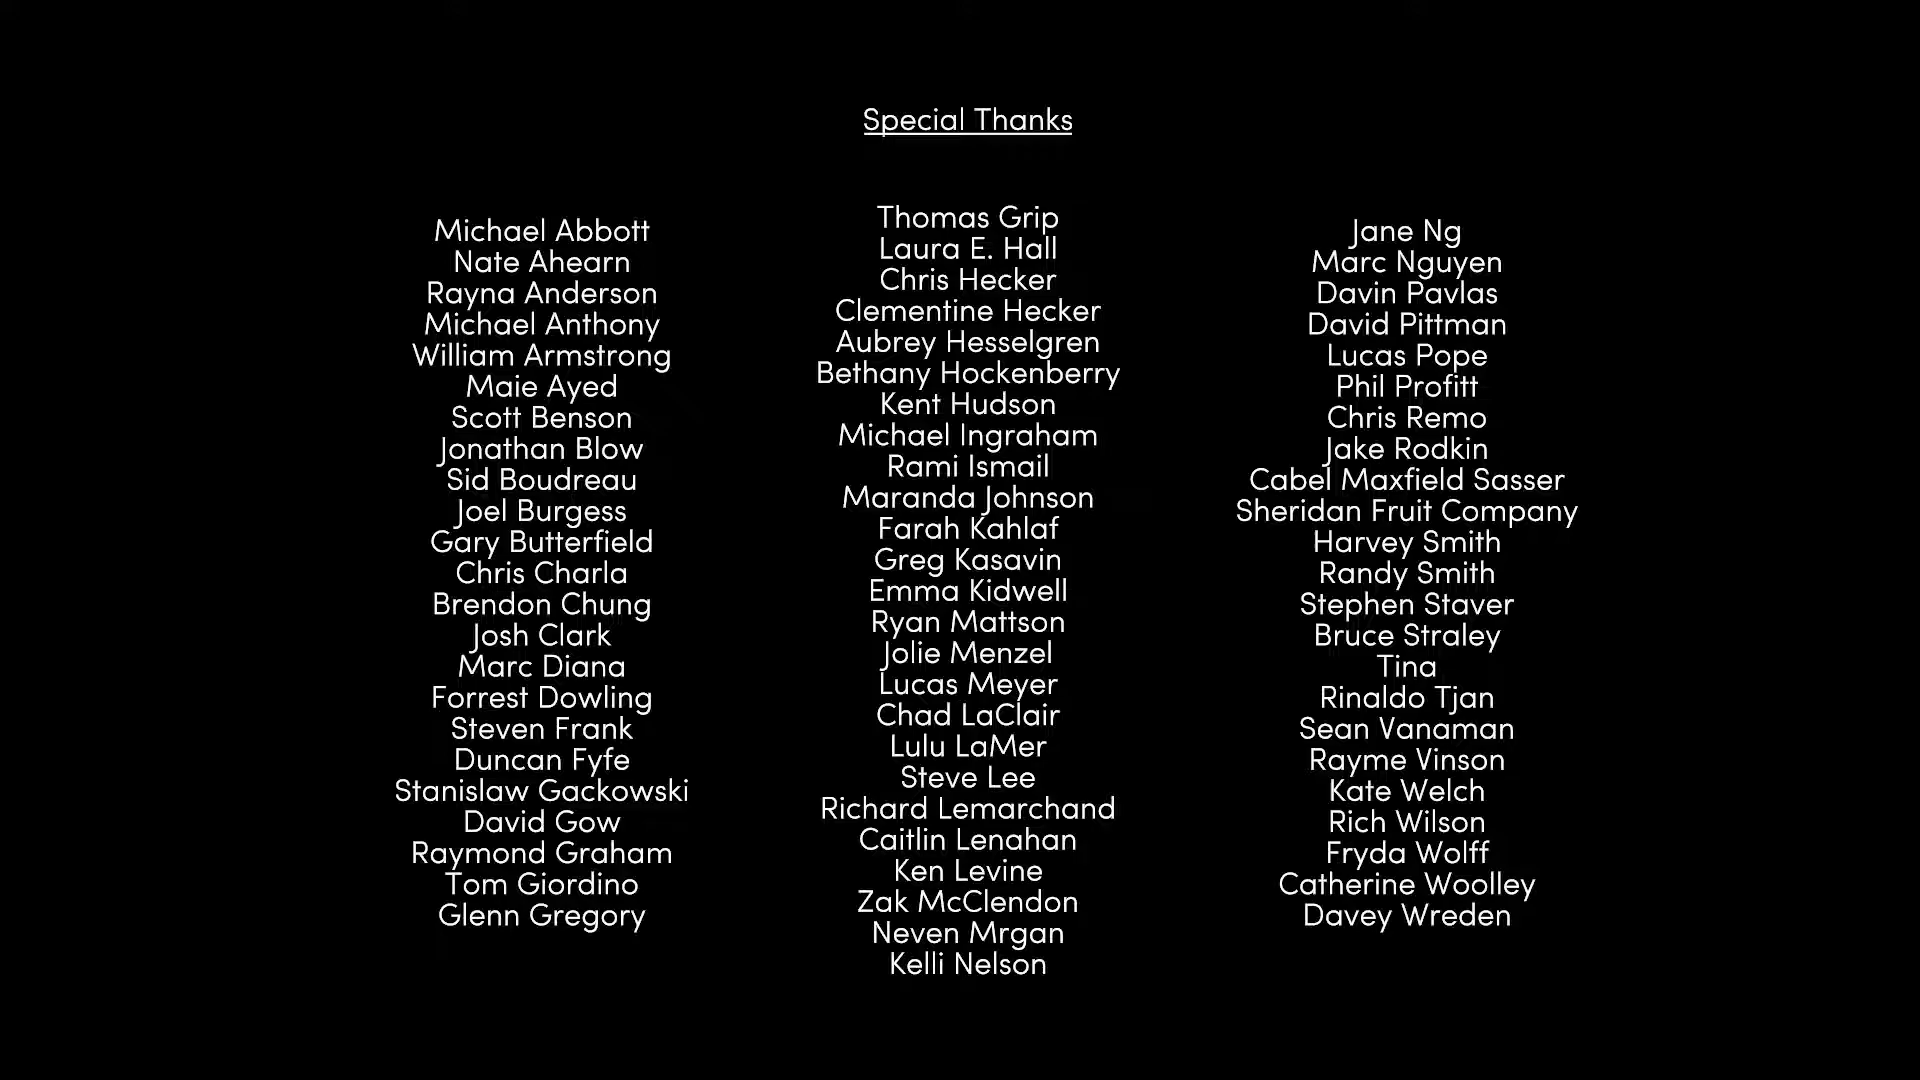 Special Thanks
Michael Abbott
Nate Ahearn
Rayna Anderson
Michael Anthony
William Armstrong
Maie Ayed
Scott Benson
Jonathan Blow
Sid Boudreau
Joel Burgess
Gary Butterfield
Chris Charla
Brendon Chung
Josh Clark
Marc Diana
Forrest Dowling
Steven Frank
Duncan Fyfe
Stanislaw Gackowski
David Gow
Raymond Graham
Tom Giordino
Glenn Gregory
Thomas Grip
Laura E. Hall
Chris Hecker
Clementine Hecker
Aubrey Hesselgren
Bethany Hockenberry
Kent Hudson
Michael Ingraham
Rami Ismail
Maranda Johnson
Farah Kahlaf
Greg Kasavin
Emma Kidwell
Ryan Mattson
Jolie Menzel
Lucas Meyer
Chad LaClair
Lulu LaMer
Steve Lee
Richard Lemarchand
Caitlin Lenahan
Ken Levine
Zak McClendon
Neven Mrgan
Kelli Nelson
Jane Ng
Marc Nguyen
Davin Pavlas
David Pittman
Lucas Pope
Phil Profitt
Chris Remo
Jake Rodkin
Cabel Maxfield Sasser
Sheridan Fruit Company
Harvey Smith
Randy Smith
Stephen Staver
Bruce Straley
Tina
Rinaldo Tjan
Sean Vanaman
Rayme Vinson
Kate Welch
Rich Wilson
Fryda Wolff
Catherine Woolley
Davey Wreden